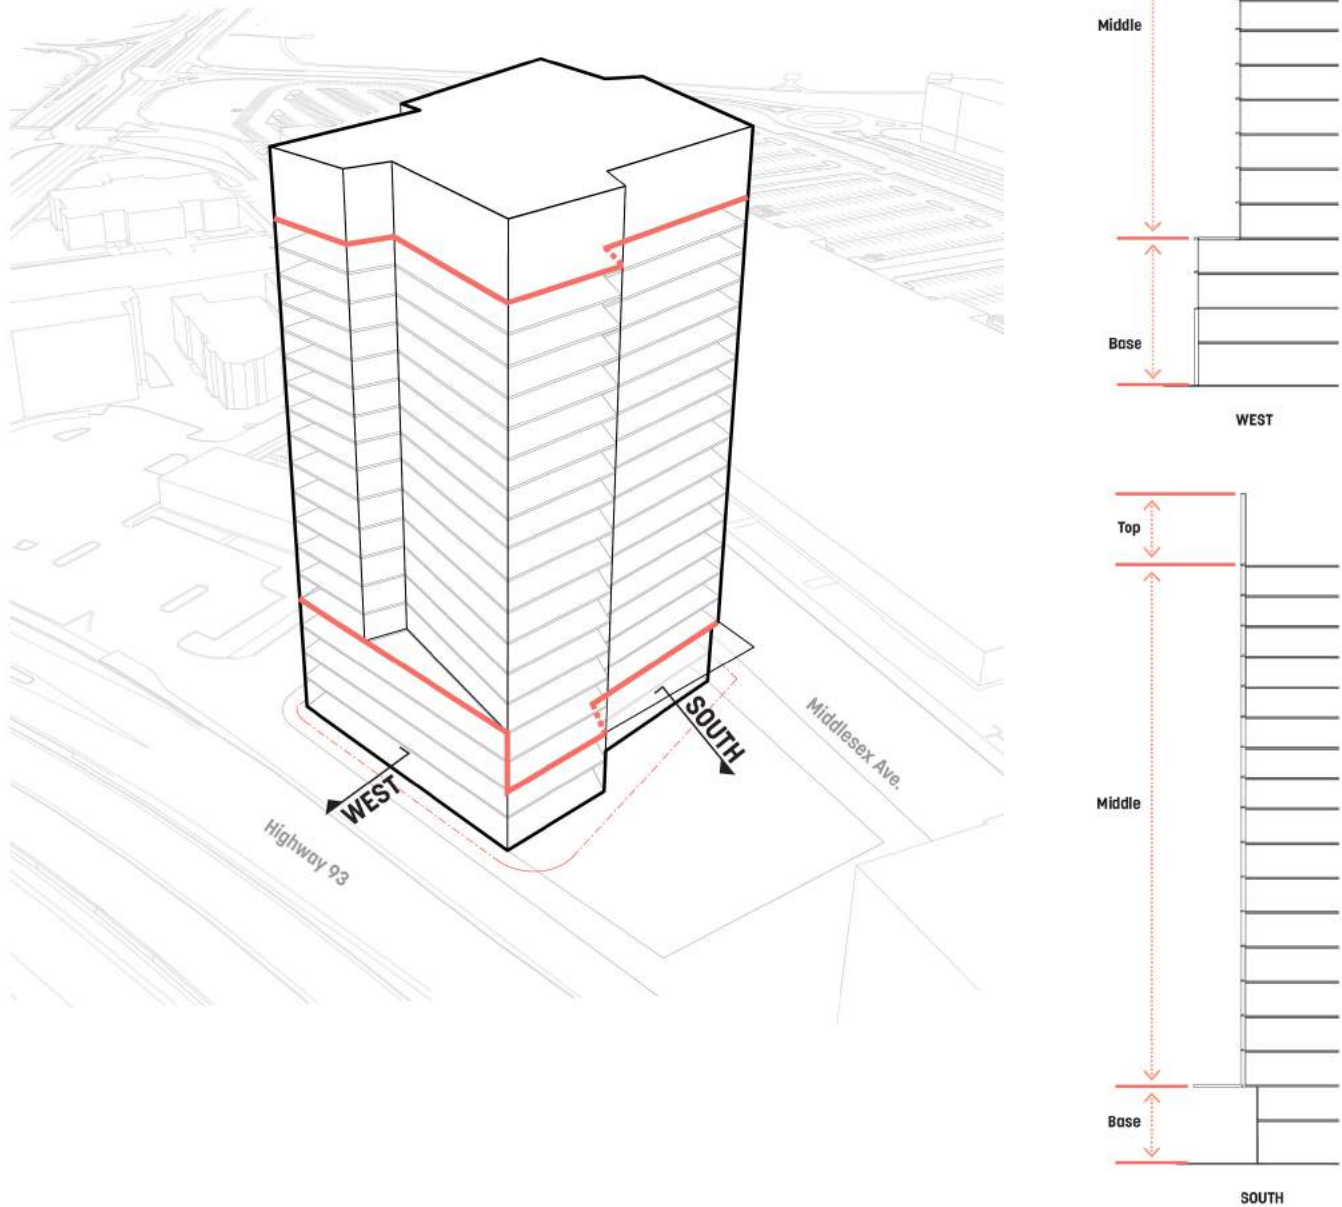 WEST
SOUTH
Highway 93
Middlesex Ave.
Middle
Base
WEST
Top
Middle
Base
SOUTH